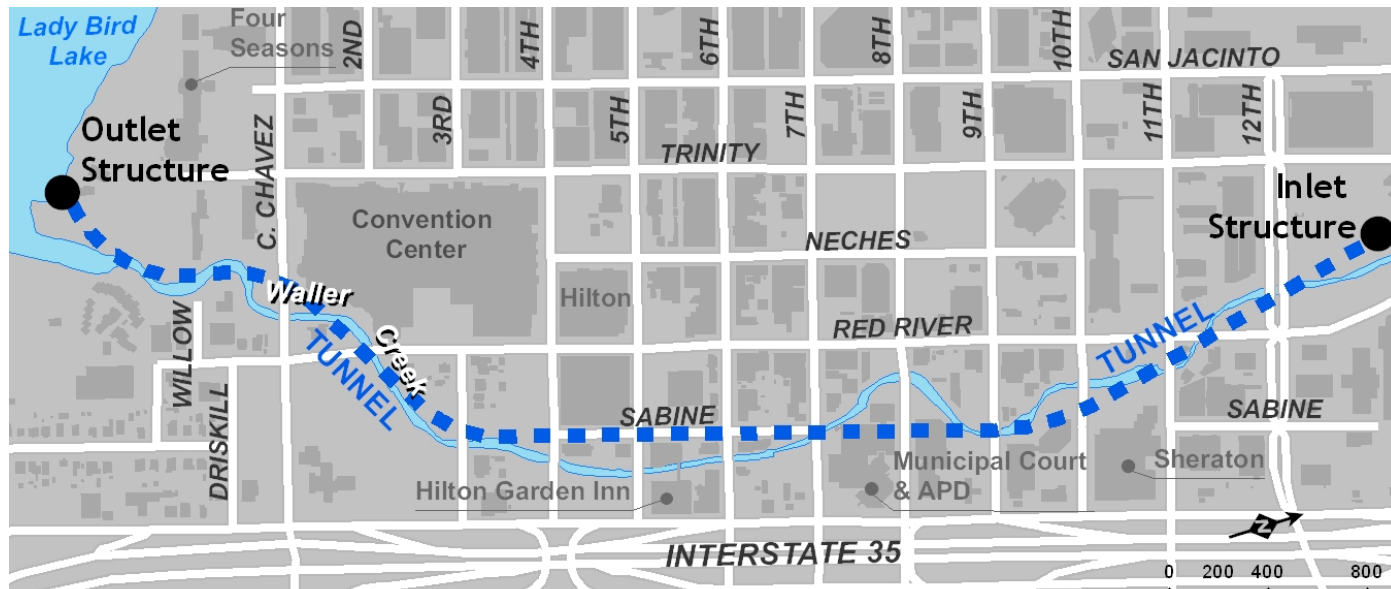 Lady Bird
Lake
Four
Seasons
2ND
4TH
6TH
8TH
10TH
SAN JACINTO
Outlet
Structure
C. CHAVEZ
3RD
5TH
7TH
9TH
11TH
12TH
TRINITY
Inlet
Structure
Convention
Center
NECHES
Waller
Creek
Hilton
RED RIVER
TUNNEL
TUNNEL
WILLOW
DRISKILL
SABINE
SABINE
Hilton Garden Inn
Municipal Court
& APD
Sheraton
INTERSTATE 35
N
0 200 400 800